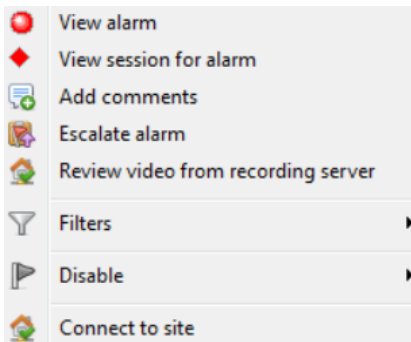 View alarm
View session for alarm
Add comments
Escalate alarm
Review video from recording server
Filters
Disable
Connect to site